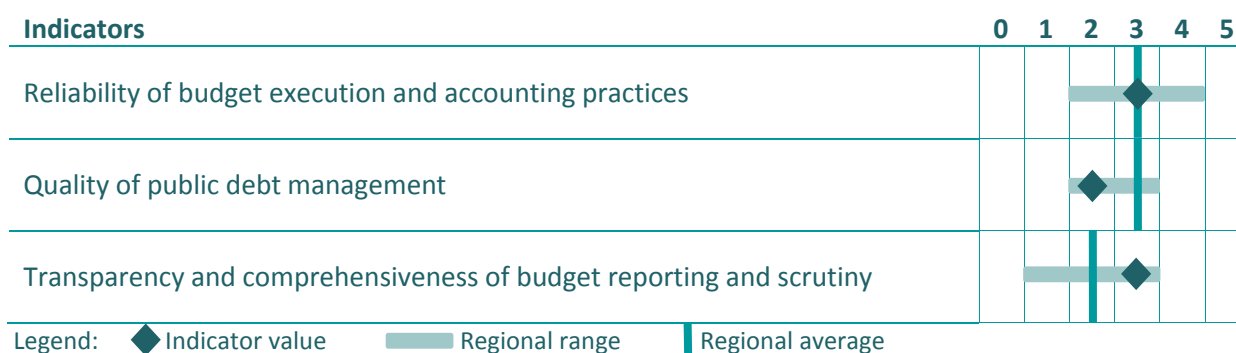 Indicators 0 1 2 3 4 5
Reliability of budget execution and accounting practices
Quality of public debt management
Transparency and comprehensiveness of budget reporting and scrutiny
Legend: Indicator value Regional range Regional average